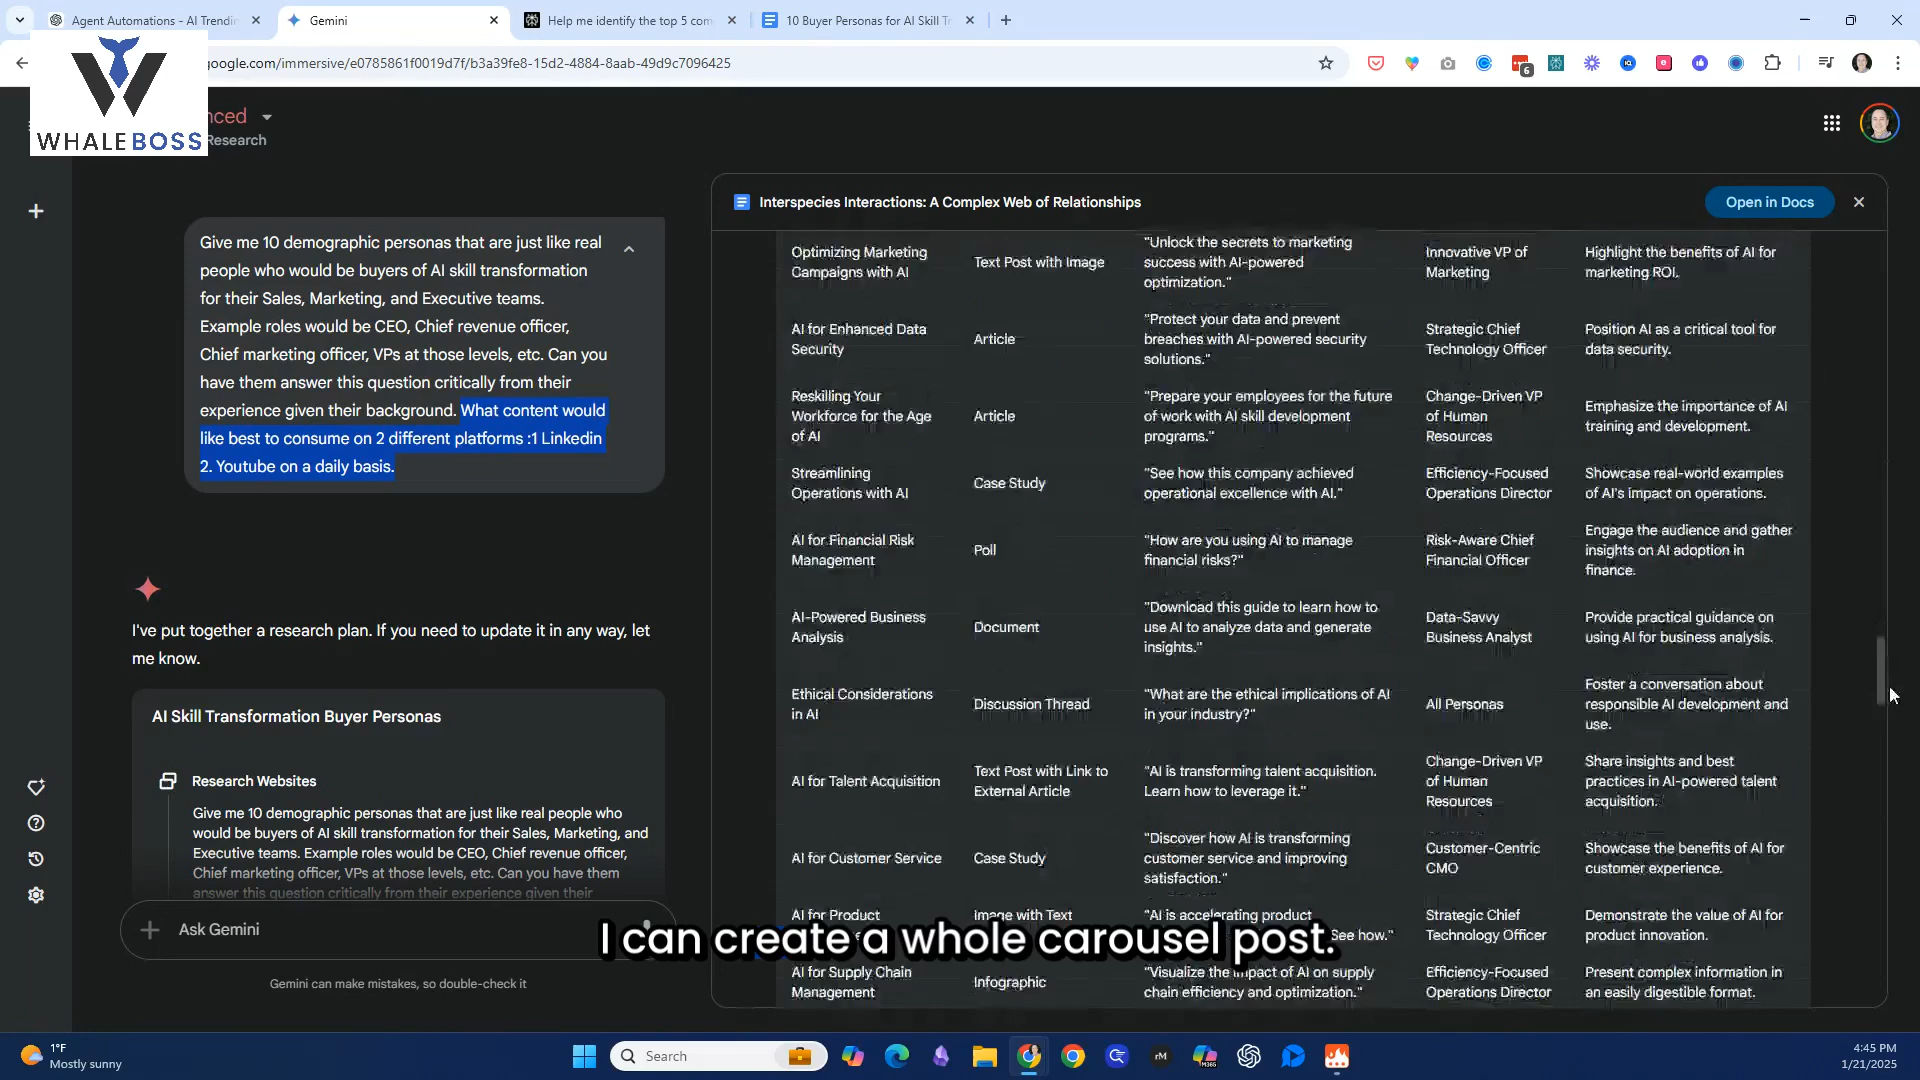 Agent Automations - AI Trendin
Gemini
Help me identify the top 5 com
10 Buyer Personas for AI Skill T
google.com/immersive/e0785861f0019d7f/b3a39fe8-15d2-4884-8aab-49d9c7096425
6
WHALEBOSS
nced
Research
Give me 10 demographic personas that are just like real
people who would be buyers of AI skill transformation
for their Sales, Marketing, and Executive teams.
Example roles would be CEO, Chief revenue officer,
Chief marketing officer, VPs at those levels, etc. Can you
have them answer this question critically from their
experience given their background. What content would
like best to consume on 2 different platforms :1 Linkedin
2. Youtube on a daily basis.
I've put together a research plan. If you need to update it in any way, let
me know.
AI Skill Transformation Buyer Personas
Research Websites
Give me 10 demographic personas that are just like real people who
would be buyers of AI skill transformation for their Sales, Marketing, and
Executive teams. Example roles would be CEO, Chief revenue officer,
Chief marketing officer, VPs at those levels, etc. Can you have them
answer this question critically from their experience given their
Ask Gemini
Gemini can make mistakes, so double-check it
Interspecies Interactions: A Complex Web of Relationships
Open in Docs
Optimizing Marketing
Campaigns with AI
Text Post with Image
"Unlock the secrets to marketing
success with AI-powered
optimization."
Innovative VP of
Marketing
Highlight the benefits of AI for
marketing ROI.
AI for Enhanced Data
Security
Article
"Protect your data and prevent
breaches with AI-powered security
solutions."
Strategic Chief
Technology Officer
Position AI as a critical tool for
data security.
Reskilling Your
Workforce for the Age
of AI
Article
"Prepare your employees for the future
of work with AI skill development
programs."
Change-Driven VP
of Human
Resources
Emphasize the importance of AI
training and development.
Streamlining
Operations with AI
Case Study
"See how this company achieved
operational excellence with AI."
Efficiency-Focused
Operations Director
Showcase real-world examples
of AI's impact on operations.
AI for Financial Risk
Management
Poll
"How are you using AI to manage
financial risks?"
Risk-Aware Chief
Financial Officer
Engage the audience and gather
insights on AI adoption in
finance.
AI-Powered Business
Analysis
Document
"Download this guide to learn how to
use AI to analyze data and generate
insights."
Data-Savvy
Business Analyst
Provide practical guidance on
using AI for business analysis.
Ethical Considerations
in AI
Discussion Thread
"What are the ethical implications of AI
in your industry?"
All Personas
Foster a conversation about
responsible AI development and
use.
AI for Talent Acquisition
Text Post with Link to
External Article
"AI is transforming talent acquisition.
Learn how to leverage it."
Change-Driven VP
of Human
Resources
Share insights and best
practices in AI-powered talent
acquisition.
AI for Customer Service
Case Study
"Discover how AI is transforming
customer service and improving
satisfaction."
Customer-Centric
CMO
Showcase the benefits of AI for
customer experience.
AI for Product
Image with Text
"AI is accelerating product
See how."
Strategic Chief
Technology Officer
Demonstrate the value of AI for
product innovation.
I can create a whole carousel post.
AI for Supply Chain
Management
Infographic
"Visualize the impact of AI on supply
chain efficiency and optimization."
Efficiency-Focused
Operations Director
Present complex information in
an easily digestible format.
1°F
Mostly sunny
Search
rM
M365
4:45 PM
1/21/2025